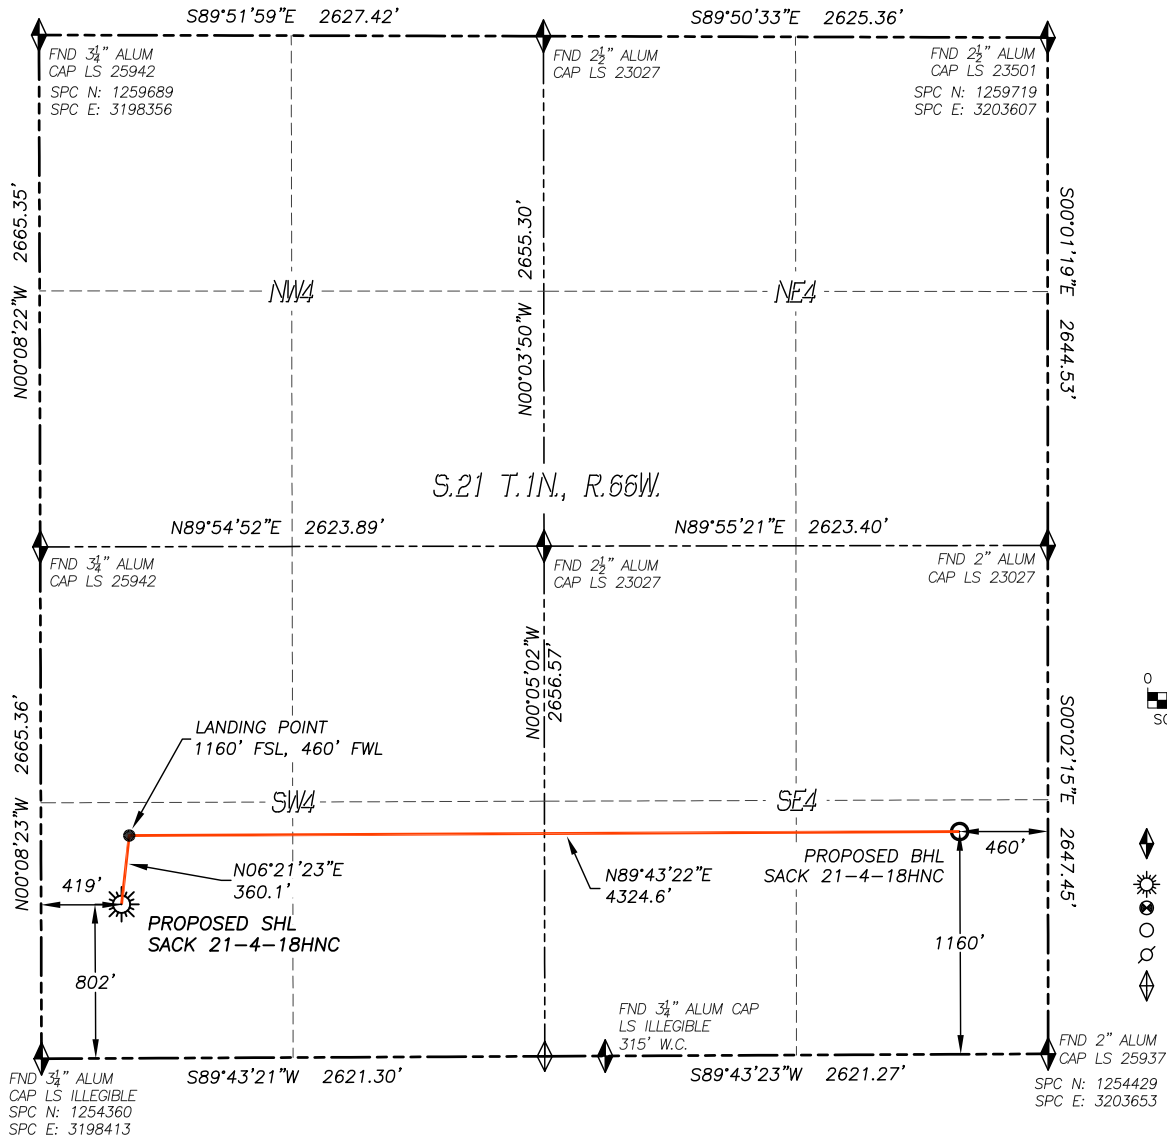 S89°51'59"E 2627.42'
S89°50'33"E 2625.36'
FND 3¼" ALUM
CAP LS 25942
SPC N: 1259689
SPC E: 3198356
FND 2½" ALUM
CAP LS 23027
FND 2½" ALUM
CAP LS 23501
SPC N: 1259719
SPC E: 3203607
N00°08'22"W 2665.35'
N00°03'50"W 2655.30'
S00°01'19"E 2644.53'
NW4
NE4
S.21 T.1N., R.66W.
N89°54'52"E 2623.89'
N89°55'21"E 2623.40'
FND 3¼" ALUM
CAP LS 25942
FND 2½" ALUM
CAP LS 23027
FND 2" ALUM
CAP LS 23027
N00°08'23"W 2665.36'
N00°05'02"W
2656.57'
S00°02'15"E 2647.45'
0
SC
LANDING POINT
1160' FSL, 460' FWL
SW4
SE4
N06°21'23"E
360.1'
N89°43'22"E
4324.6'
PROPOSED BHL
SACK 21-4-18HNC
460'
419'
PROPOSED SHL
SACK 21-4-18HNC
802'
1160'
FND 3¼" ALUM CAP
LS ILLEGIBLE
315' W.C.
FND 2" ALUM
CAP LS 25937
SPC N: 1254429
SPC E: 3203653
S89°43'21"W 2621.30'
S89°43'23"W 2621.27'
FND 3¼" ALUM
CAP LS ILLEGIBLE
SPC N: 1254360
SPC E: 3198413